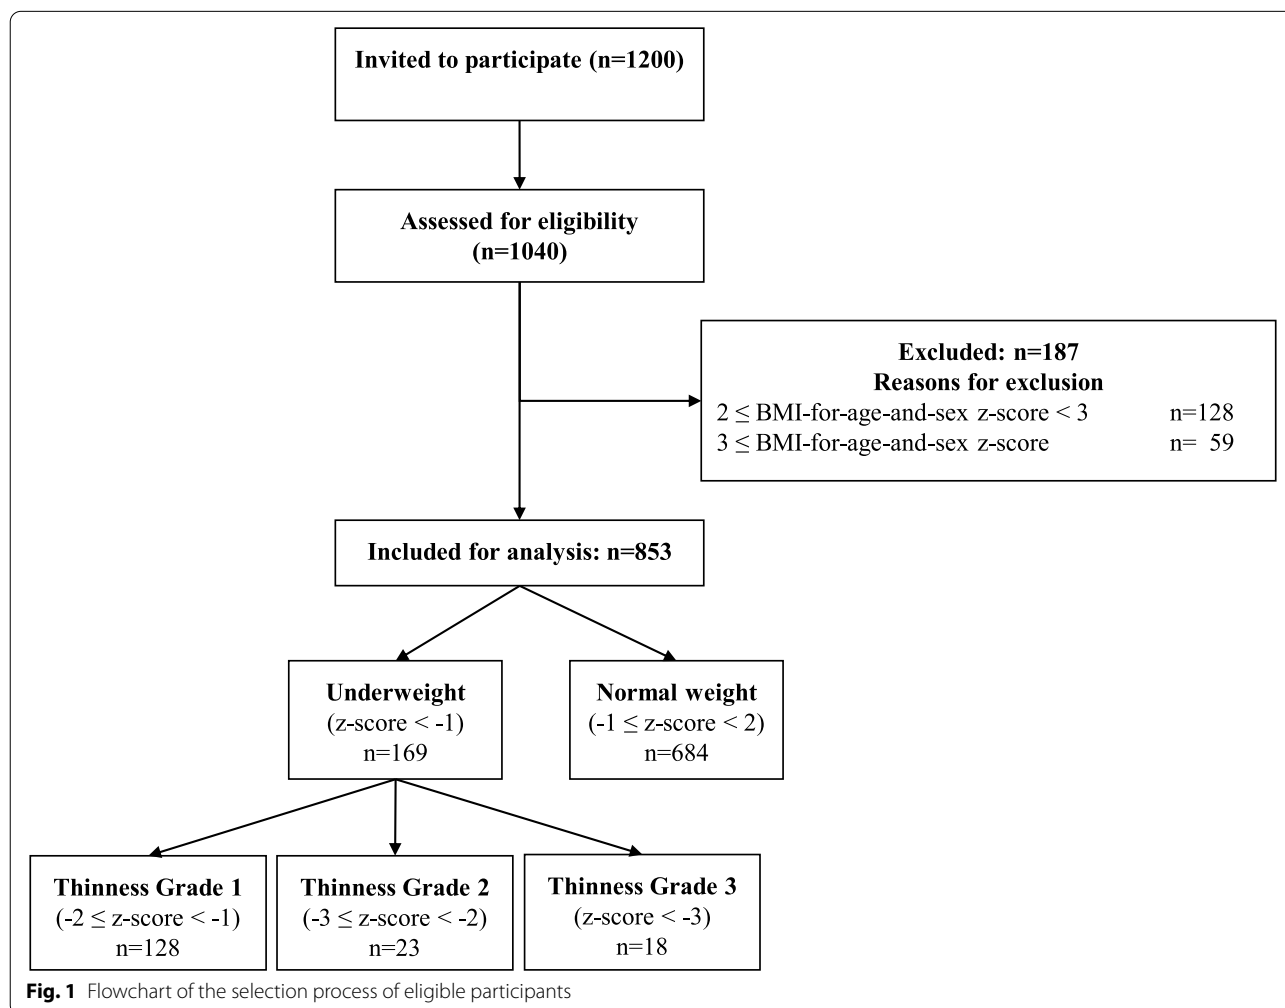 Invited to participate (n=1200)
Assessed for eligibility
(n=1040)
Excluded: n=187
Reasons for exclusion
2 ≤ BMI-for-age-and-sex z-score < 3 n=128
3 ≤ BMI-for-age-and-sex z-score n= 59
Included for analysis: n=853
Underweight
(z-score < -1)
n=169
Normal weight
(-1 ≤ z-score < 2)
n=684
Thinness Grade 1
(-2 ≤ z-score < -1)
n=128
Thinness Grade 2
(-3 ≤ z-score < -2)
n=23
Thinness Grade 3
(z-score < -3)
n=18
Fig. 1 Flowchart of the selection process of eligible participants